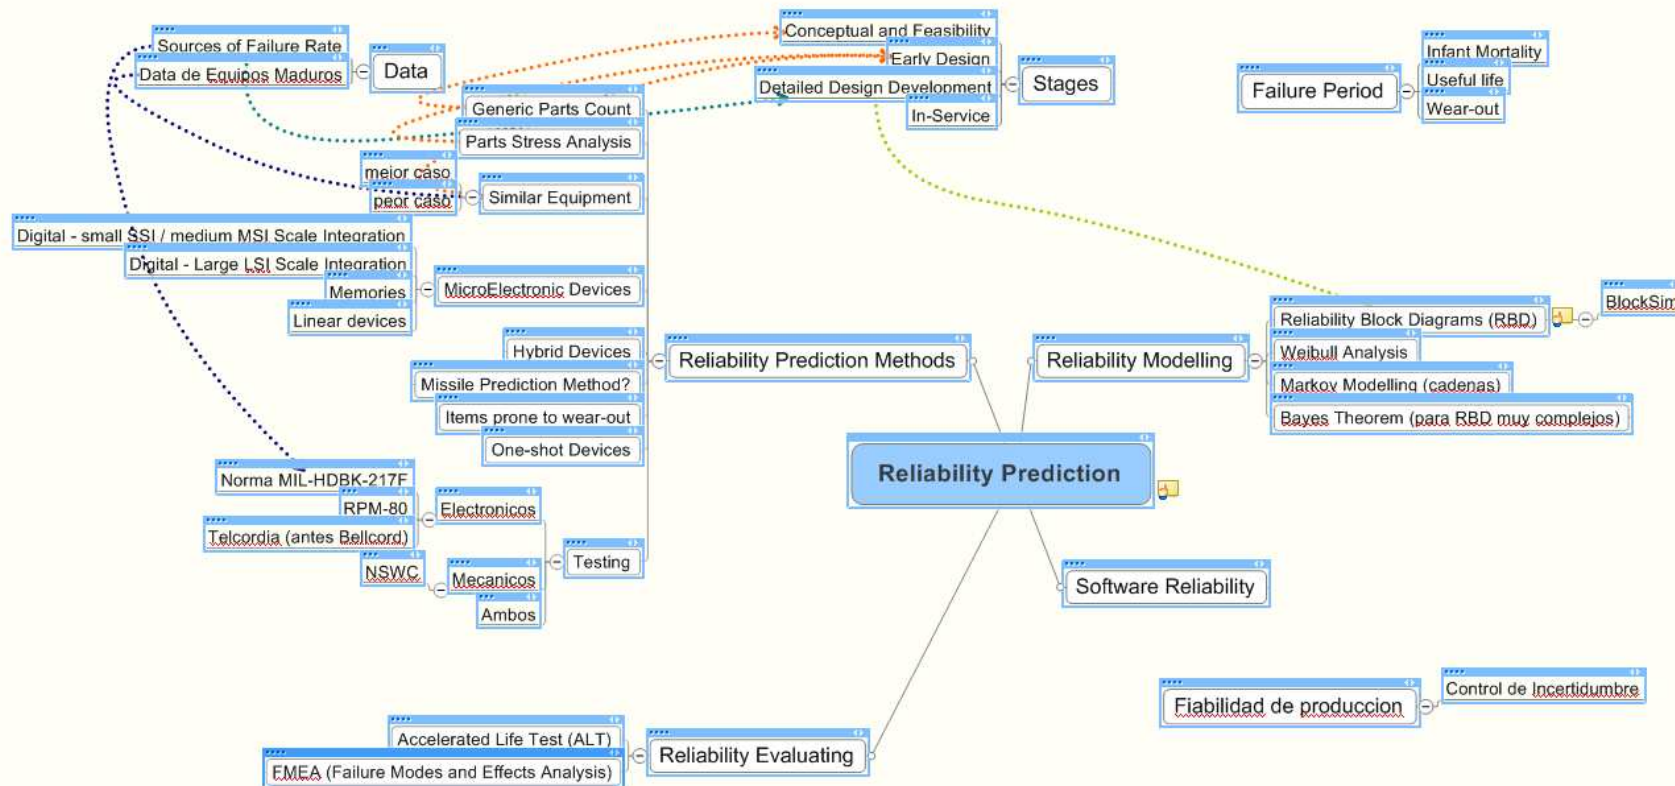 Conceptual and Feasibility
Early Design
Detailed Design Development
In-Service
Stages
Sources of Failure Rate
Data de Equipos Maduros
Data
Infant Mortality
Useful life
Wear-out
Failure Period
Generic Parts Count
Parts Stress Analysis
mejor caso
peor caso
Similar Equipment
Digital - small SSI / medium MSI Scale Integration
Digital - Large LSI Scale Integration
Memories
Linear devices
MicroElectronic Devices
Hybrid Devices
Missile Prediction Method?
Items prone to wear-out
One-shot Devices
Reliability Prediction Methods
Reliability Modelling
Reliability Block Diagrams (RBD)
BlockSim
Weibull Analysis
Markov Modelling (cadenas)
Bayes Theorem (para RBD muy complejos)
Reliability Prediction
Norma MIL-HDBK-217F
RPM-80
Telcordia (antes Bellcord)
Electronicos
NSWC
Mecanicos
Ambos
Testing
Software Reliability
Fiabilidad de produccion
Control de Incertidumbre
Accelerated Life Test (ALT)
FMEA (Failure Modes and Effects Analysis)
Reliability Evaluating